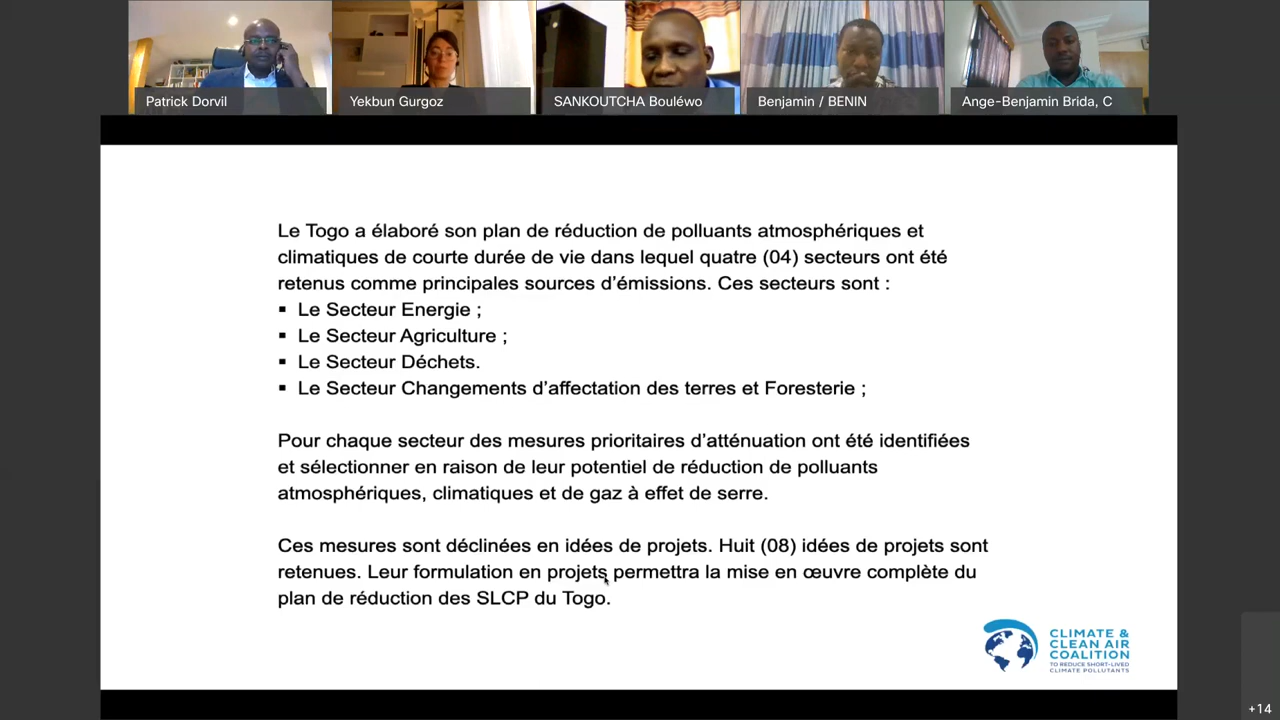 Patrick Dorvil
Yekbun Gurgoz
SANKOUTCHA Bouléwo
Benjamin / BENIN
Ange-Benjamin Brida, C
Le Togo a élaboré son plan de réduction de polluants atmosphériques et
climatiques de courte durée de vie dans lequel quatre (04) secteurs ont été
retenus comme principales sources d’émissions. Ces secteurs sont :
▪ Le Secteur Energie ;
▪ Le Secteur Agriculture ;
▪ Le Secteur Déchets.
▪ Le Secteur Changements d’affectation des terres et Foresterie ;
Pour chaque secteur des mesures prioritaires d’atténuation ont été identifiées
et sélectionner en raison de leur potentiel de réduction de polluants
atmosphériques, climatiques et de gaz à effet de serre.
Ces mesures sont déclinées en idées de projets. Huit (08) idées de projets sont
retenues. Leur formulation en projets permettra la mise en œuvre complète du
plan de réduction des SLCP du Togo.
CLIMATE &
CLEAN AIR
COALITION
TO REDUCE SHORT-LIVED
CLIMATE POLLUTANTS
+14